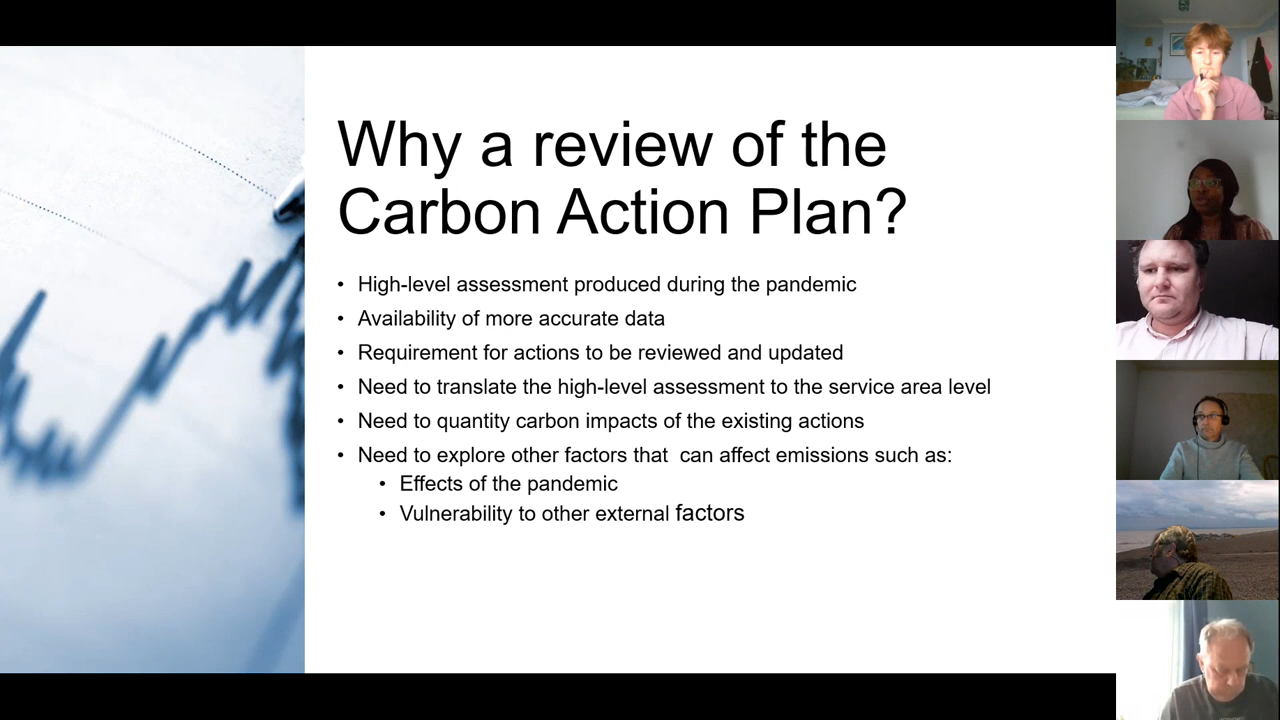 Why a review of the
Carbon Action Plan?
• High-level assessment produced during the pandemic
• Availability of more accurate data
• Requirement for actions to be reviewed and updated
• Need to translate the high-level assessment to the service area level
• Need to quantity carbon impacts of the existing actions
• Need to explore other factors that  can affect emissions such as:
• Effects of the pandemic
• Vulnerability to other external factors